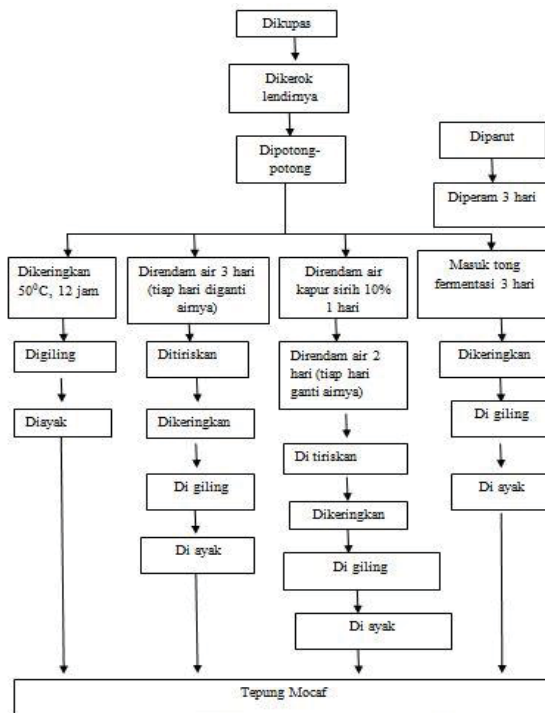 Dikupas
Dikerok
lendirnya
Dipotong-
potong
Diparut
Diperam 3 hari
Dikeringkan
50⁰C, 12 jam
Digiling
Diayak
Direndam air 3 hari
(tiap hari diganti
airnya)
Ditiriskan
Dikeringkan
Di giling
Di ayak
Direndam air
kapur sirih 10%
1 hari
Direndam air 2
hari (tiap hari
ganti airnya)
Di tiriskan
Dikeringkan
Di giling
Di ayak
Masuk tong
fermentasi 3 hari
Dikeringkan
Di giling
Di ayak
Tepung Mocaf